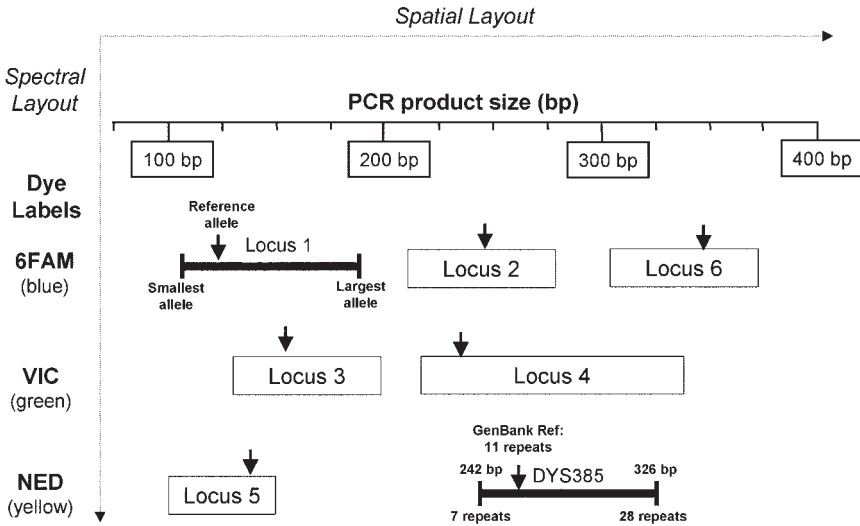 Spatial Layout
Spectral
Layout
PCR product size (bp)
100 bp
200 bp
300 bp
400 bp
Dye
Labels
Reference
allele
Locus 1
6FAM
(blue)
Smallest
allele
Largest
allele
Locus 2
Locus 6
VIC
(green)
Locus 3
Locus 4
GenBank Ref:
11 repeats
NED
(yellow)
Locus 5
242 bp
DYS385
326 bp
7 repeats
28 repeats